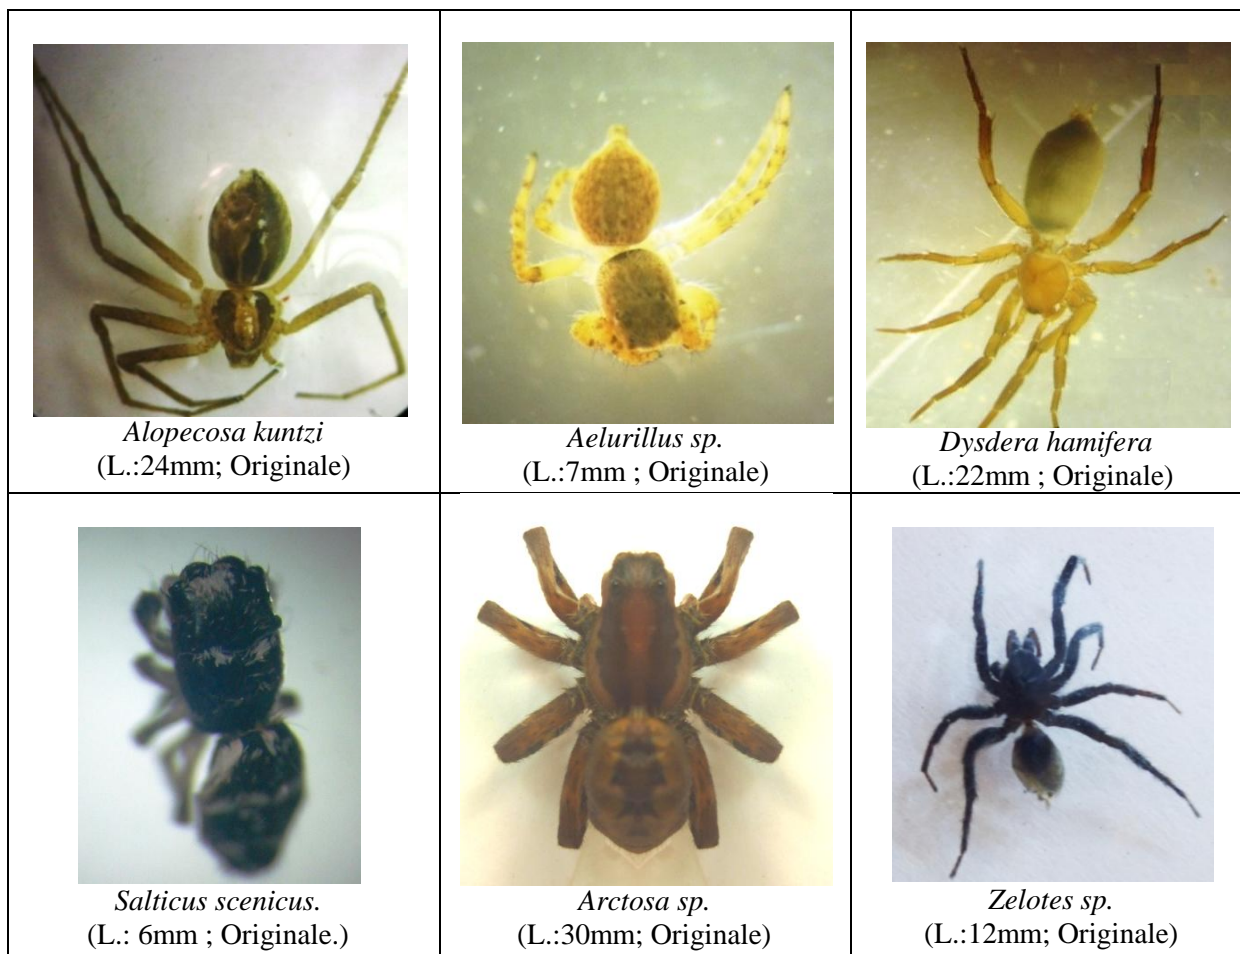 Alopecosa kuntzi
(L.:24mm; Originale)
Aelurillus sp.
(L.:7mm ; Originale)
Dysdera hamifera
(L.:22mm ; Originale)
Salticus scenicus.
(L.: 6mm ; Originale.)
Arctosa sp.
(L.:30mm; Originale)
Zelotes sp.
(L.:12mm; Originale)